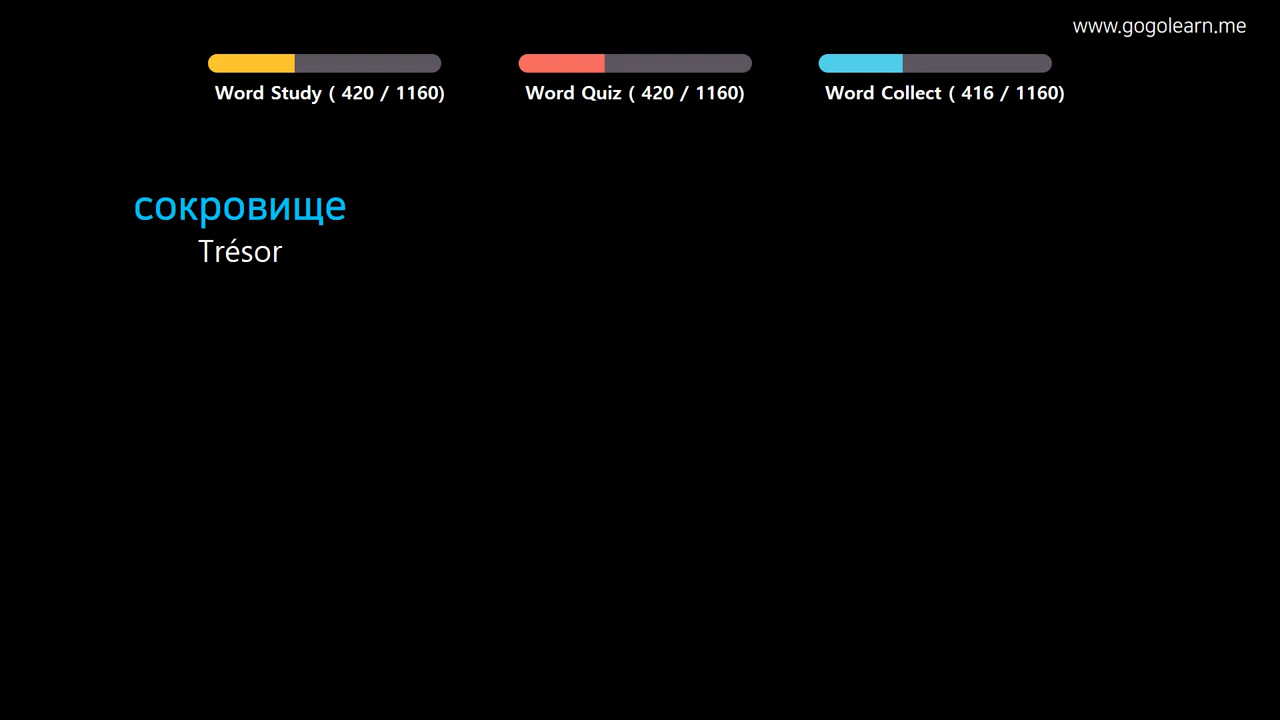 www.gogolearn.me
Word Study ( 420 / 1160)
Word Quiz ( 420 / 1160)
Word Collect ( 416 / 1160)
сокровище
Trésor